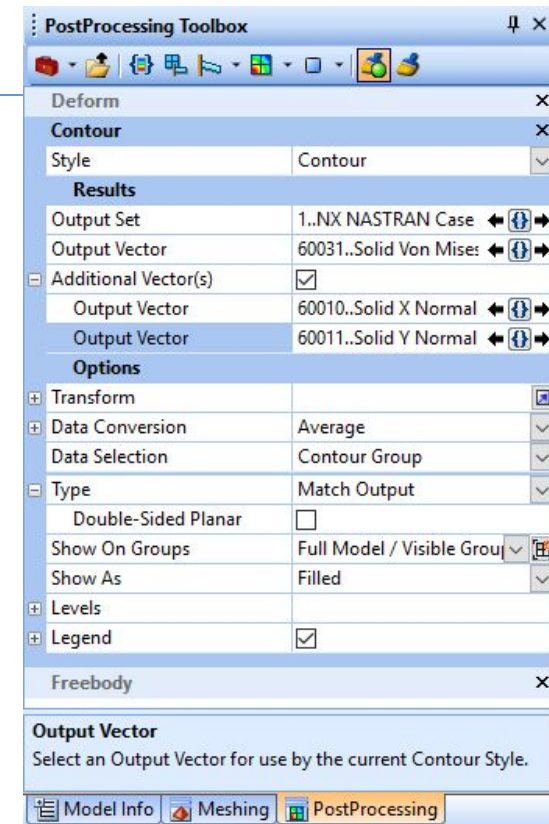 PostProcessing Toolbox
Deform
Contour
Style Contour
Results
Output Set 1..NX NASTRAN Case
Output Vector 60031..Solid Von Mises
Additional Vector(s)
Output Vector 60010..Solid X Normal
Output Vector 60011..Solid Y Normal
Options
Transform
Data Conversion Average
Data Selection Contour Group
Type Match Output
Double-Sided Planar
Show On Groups Full Model / Visible Group
Show As Filled
Levels
Legend
Freebody
Output Vector
Select an Output Vector for use by the current Contour Style.
Model Info Meshing PostProcessing